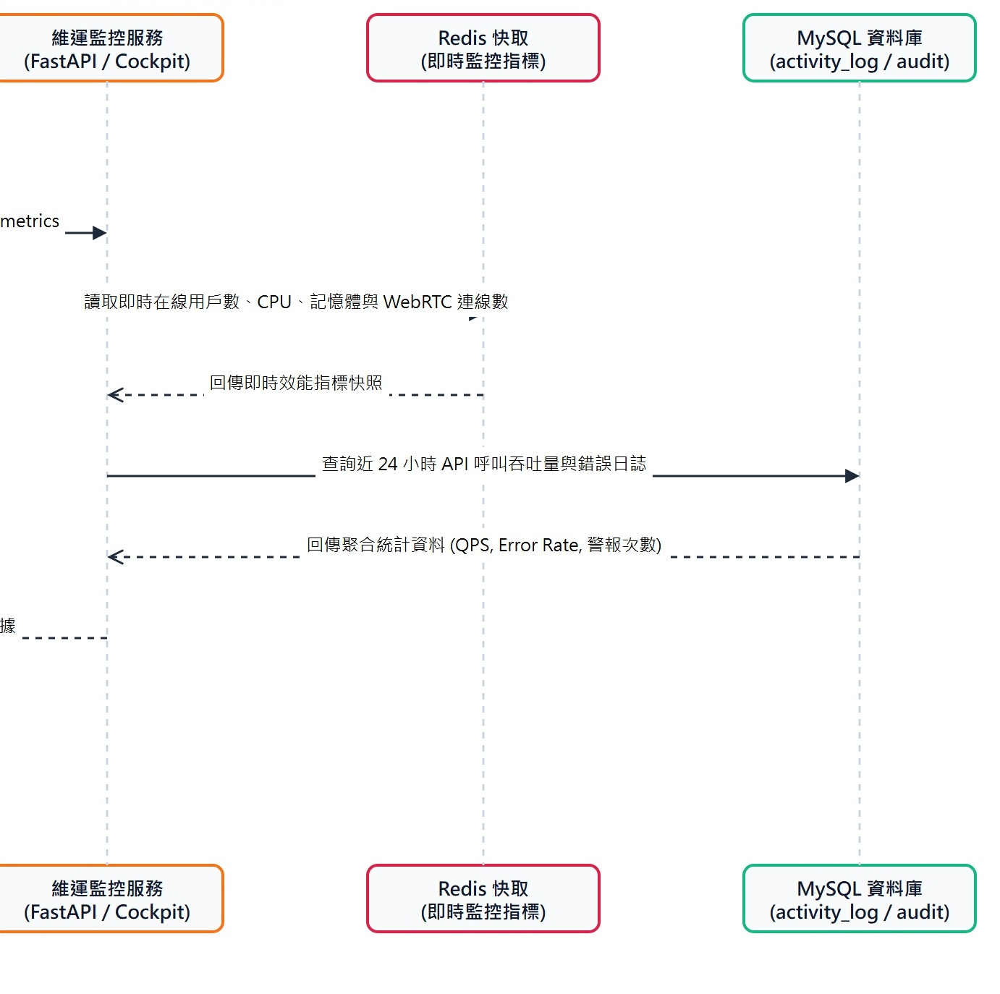 維運監控服務
(FastAPI / Cockpit)
Redis 快取
(即時監控指標)
MySQL 資料庫
(activity_log / audit)
metrics
讀取即時在線用戶數、CPU、記憶體與 WebRTC 連線數
回傳即時效能指標快照
查詢近 24 小時 API 呼叫吞吐量與錯誤日誌
回傳聚合統計資料 (QPS, Error Rate, 警報次數)
據
維運監控服務
(FastAPI / Cockpit)
Redis 快取
(即時監控指標)
MySQL 資料庫
(activity_log / audit)